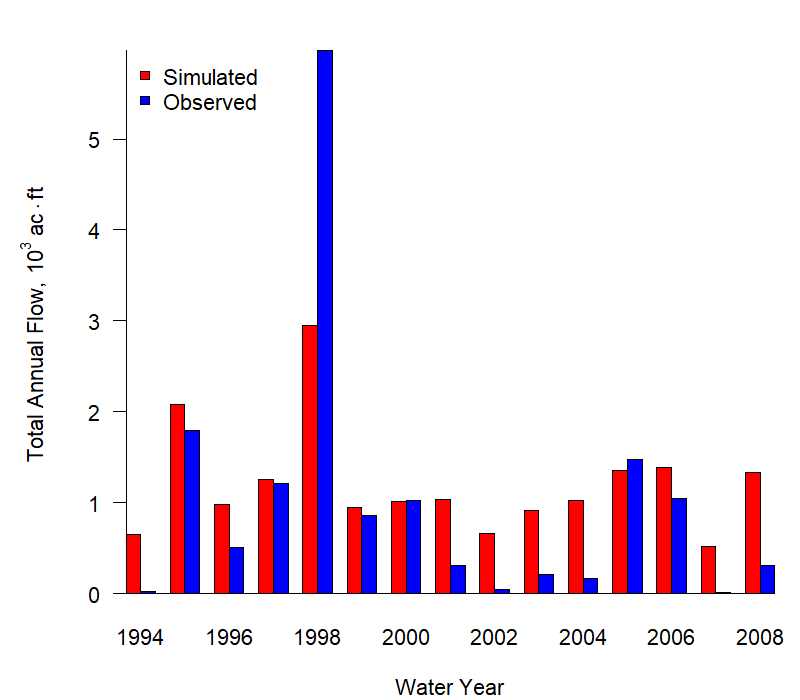 Simulated
Observed
Total Annual Flow, 10³ ac · ft
5
4
3
2
1
0
1994 1996 1998 2000 2002 2004 2006 2008
Water Year